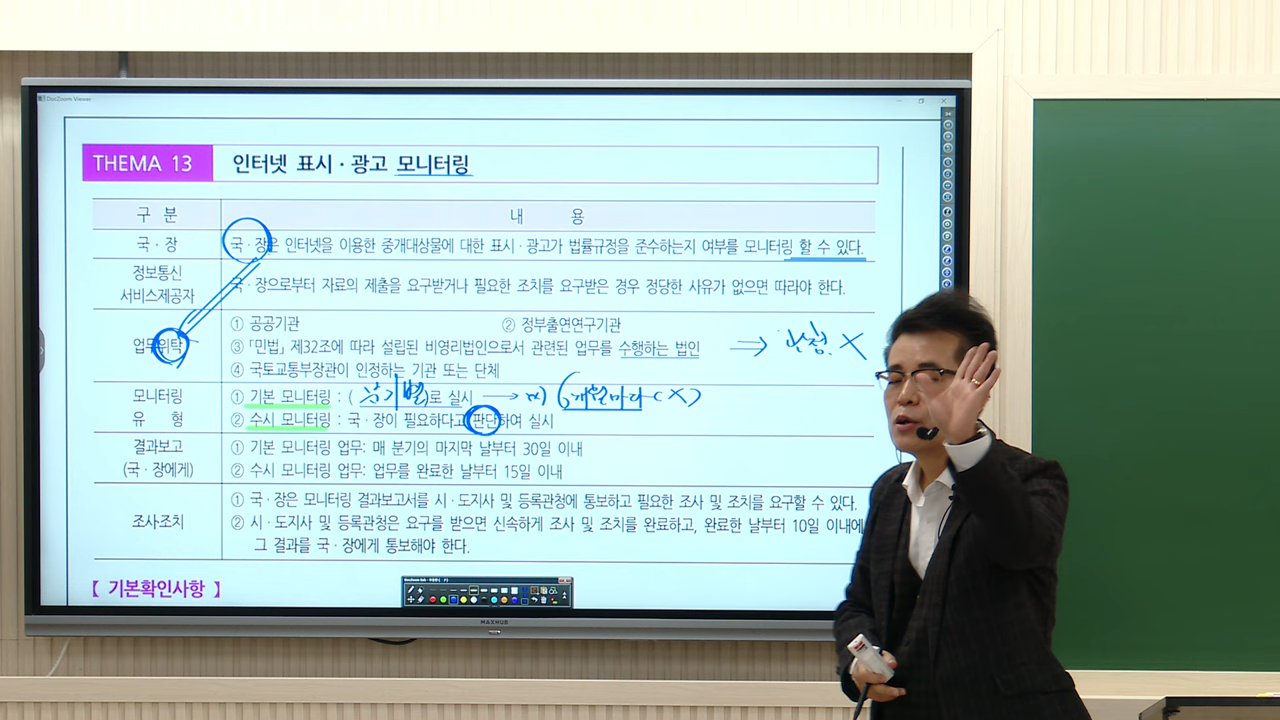 DocZoom Viewer
THEMA 13 인터넷 표시 · 광고 모니터링
구 분 내 용
국 · 장 국 · 장은 인터넷을 이용한 중개대상물에 대한 표시 · 광고가 법률규정을 준수하는지 여부를 모니터링 할 수 있다.
정보통신
서비스제공자
국 · 장으로부터 자료의 제출을 요구받거나 필요한 조치를 요구받은 경우 정당한 사유가 없으면 따라야 한다.
업무위탁
① 공공기관 ② 정부출연연구기관
③ 「민법」 제32조에 따라 설립된 비영리법인으로서 관련된 업무를 수행하는 법인
④ 국토교통부장관이 인정하는 기관 또는 단체
모니터링
유 형
① 기본 모니터링 : ( 분기별 )로 실시 → 개월마다 (X)
② 수시 모니터링 : 국 · 장이 필요하다고 판단하여 실시
결과보고
(국 · 장에게)
① 기본 모니터링 업무: 매 분기의 마지막 날부터 30일 이내
② 수시 모니터링 업무: 업무를 완료한 날부터 15일 이내
조사·조치
① 국 · 장은 모니터링 결과보고서를 시 · 도지사 및 등록관청에 통보하고 필요한 조사 및 조치를 요구할 수 있다.
② 시 · 도지사 및 등록관청은 요구를 받으면 신속하게 조사 및 조치를 완료하고, 완료한 날부터 10일 이내에
그 결과를 국 · 장에게 통보해야 한다.
【 기본확인사항 】
MAXHUB